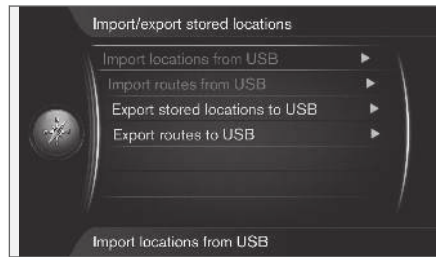 Import/export stored locations
Import locations from USB
Import routes from USB
Export stored locations to USB
Export routes to USB
Import locations from USB